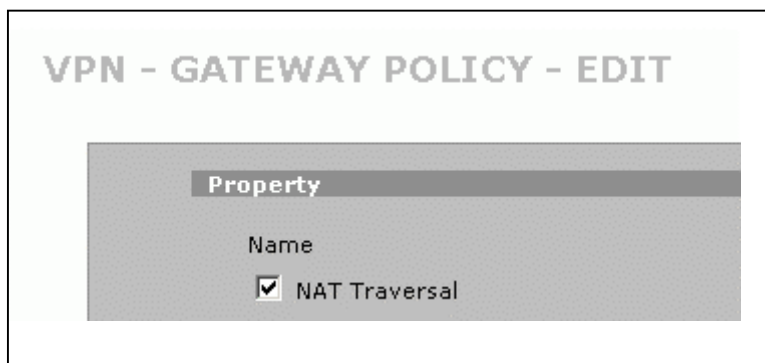 VPN - GATEWAY POLICY - EDIT
Property
Name
NAT Traversal